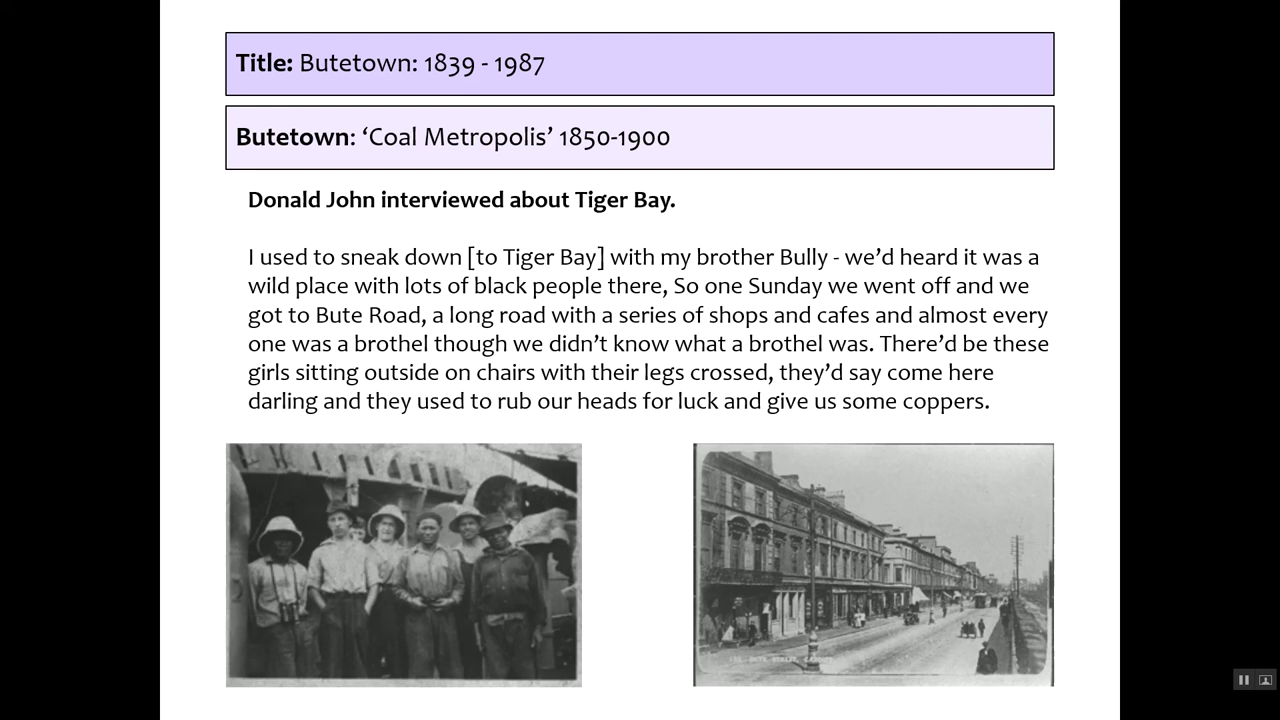 Title: Butetown: 1839 - 1987
Butetown: ‘Coal Metropolis’ 1850-1900
Donald John interviewed about Tiger Bay.
I used to sneak down [to Tiger Bay] with my brother Bully - we’d heard it was a
wild place with lots of black people there, So one Sunday we went off and we
got to Bute Road, a long road with a series of shops and cafes and almost every
one was a brothel though we didn’t know what a brothel was. There’d be these
girls sitting outside on chairs with their legs crossed, they’d say come here
darling and they used to rub our heads for luck and give us some coppers.
BUTE STREET, CARDIFF.